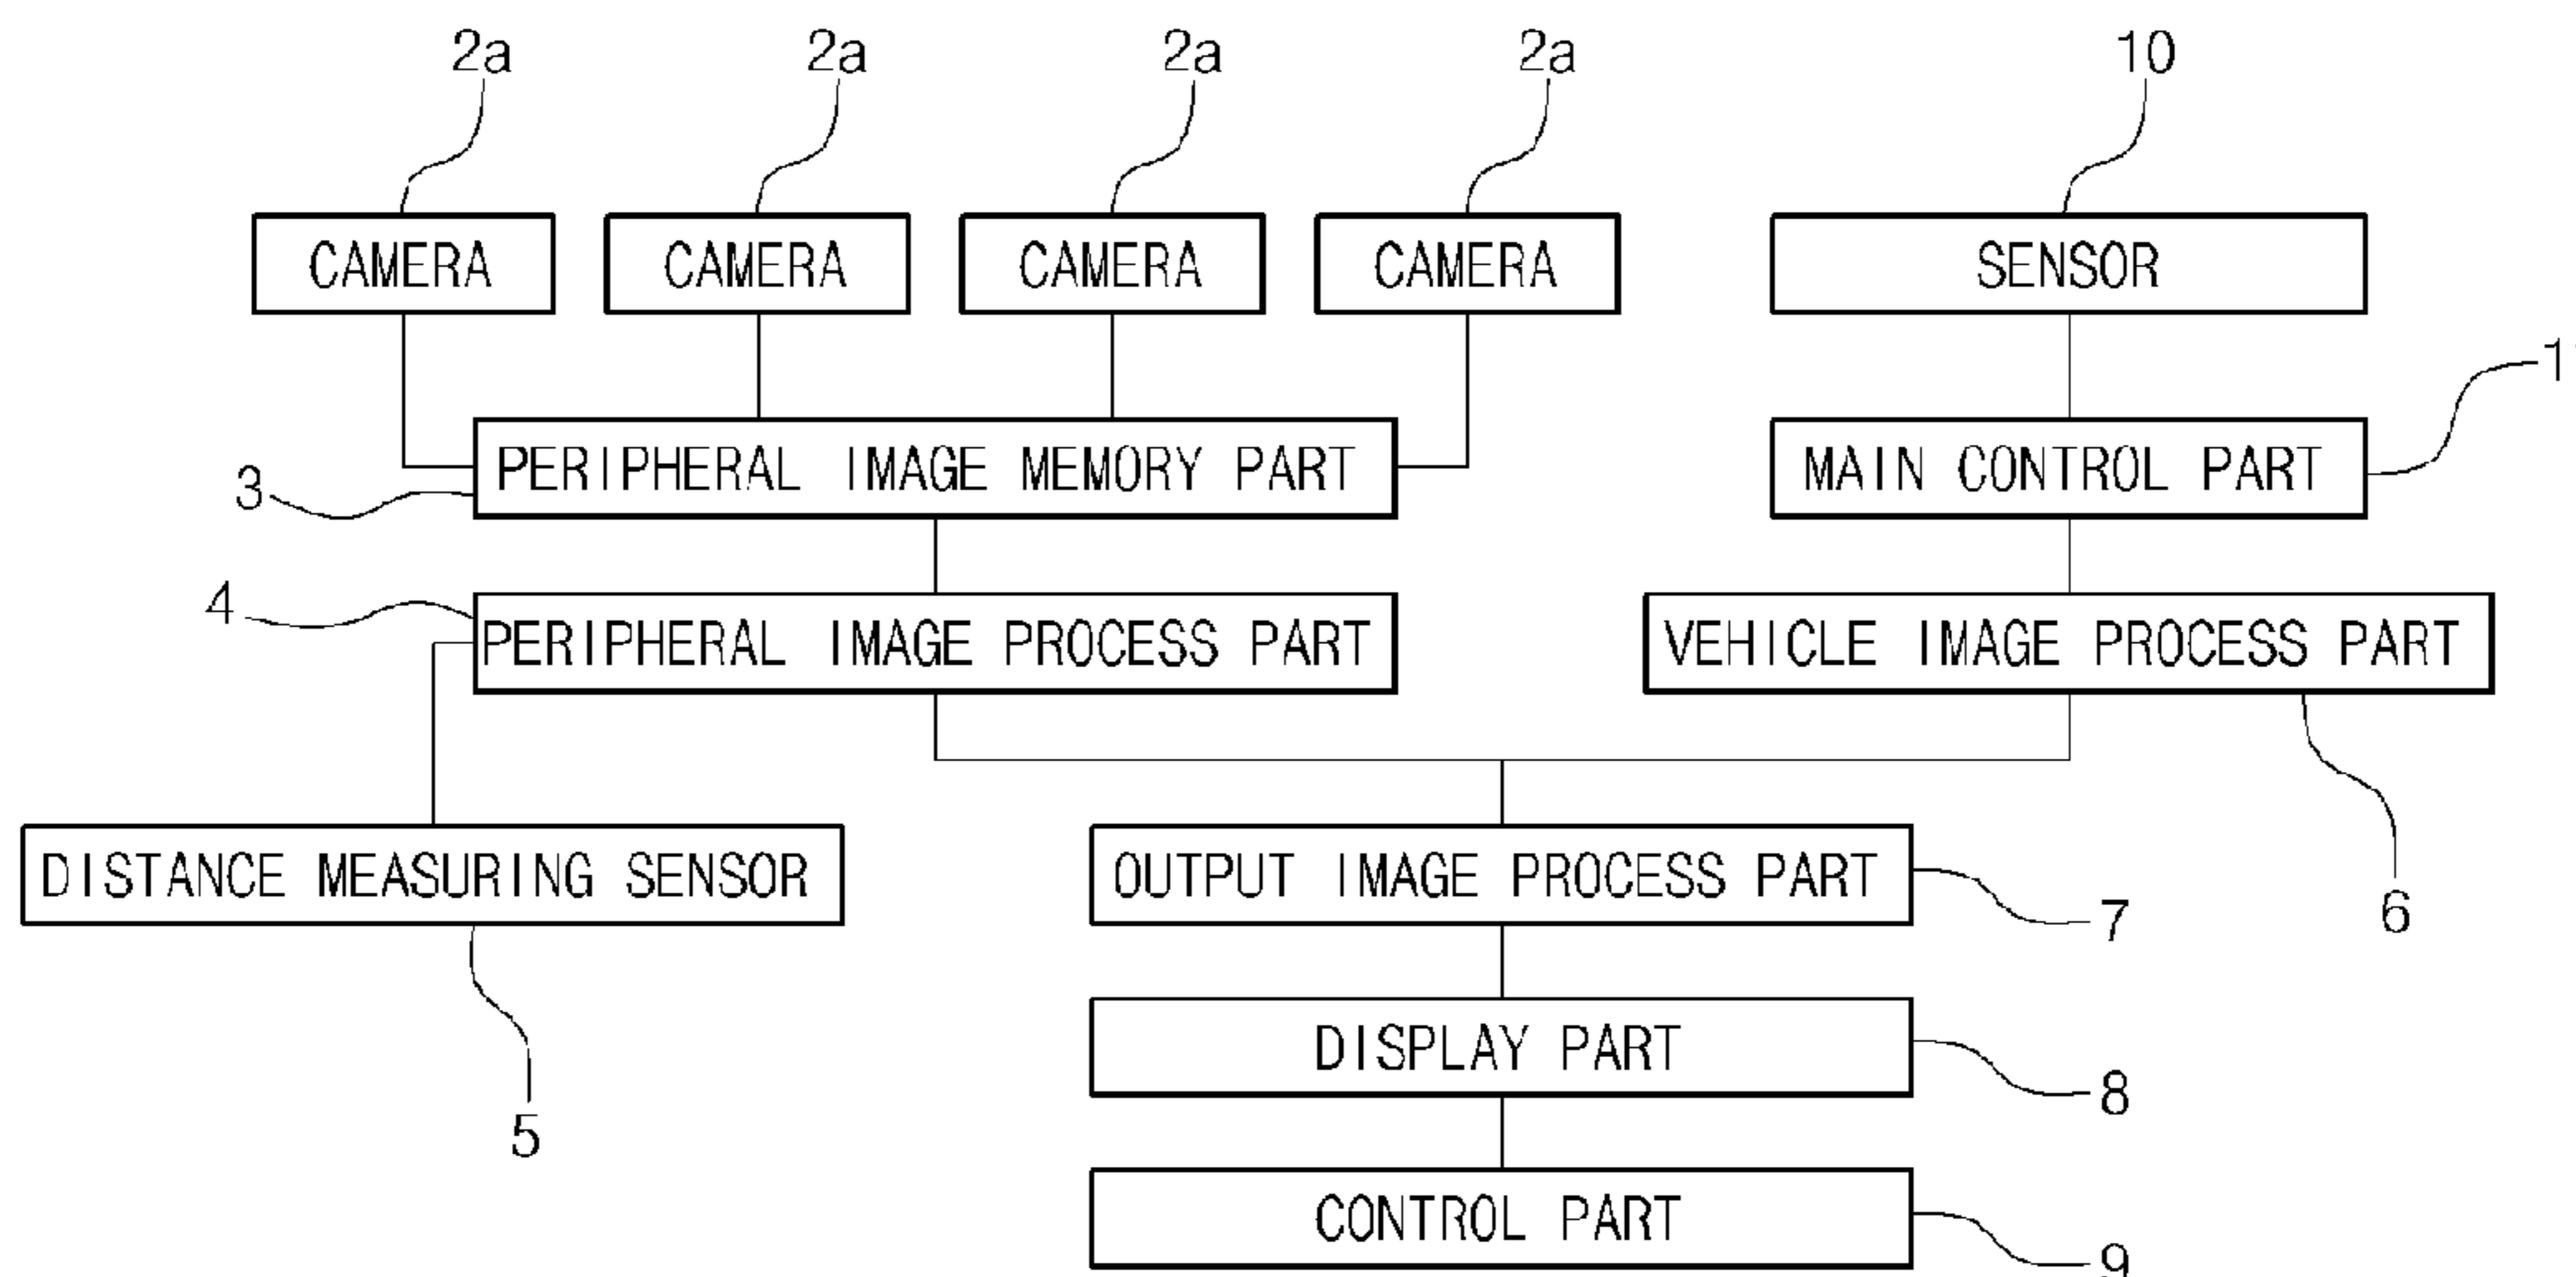 2a 2a 2a 2a 10
CAMERA CAMERA CAMERA CAMERA SENSOR
PERIPHERAL IMAGE MEMORY PART MAIN CONTROL PART
3
4
PERIPHERAL IMAGE PROCESS PART VEHICLE IMAGE PROCESS PART
DISTANCE MEASURING SENSOR OUTPUT IMAGE PROCESS PART 7 6
DISPLAY PART 8
5
CONTROL PART 9